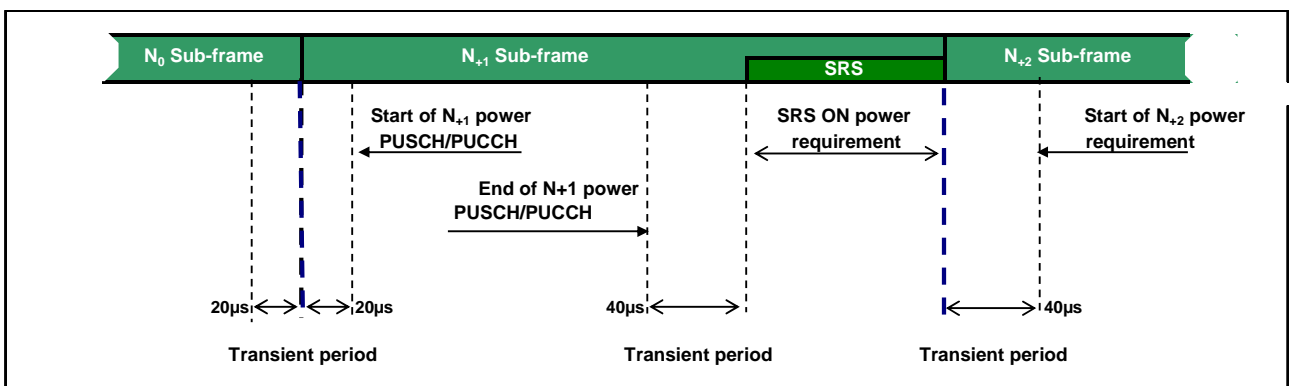 N₀ Sub-frame
N₊₁ Sub-frame
SRS
N₊₂ Sub-frame
Start of N₊₁ power
PUSCH/PUCCH
SRS ON power
requirement
Start of N₊₂ power
requirement
End of N+1 power
PUSCH/PUCCH
20µs
20µs
40µs
40µs
Transient period
Transient period
Transient period